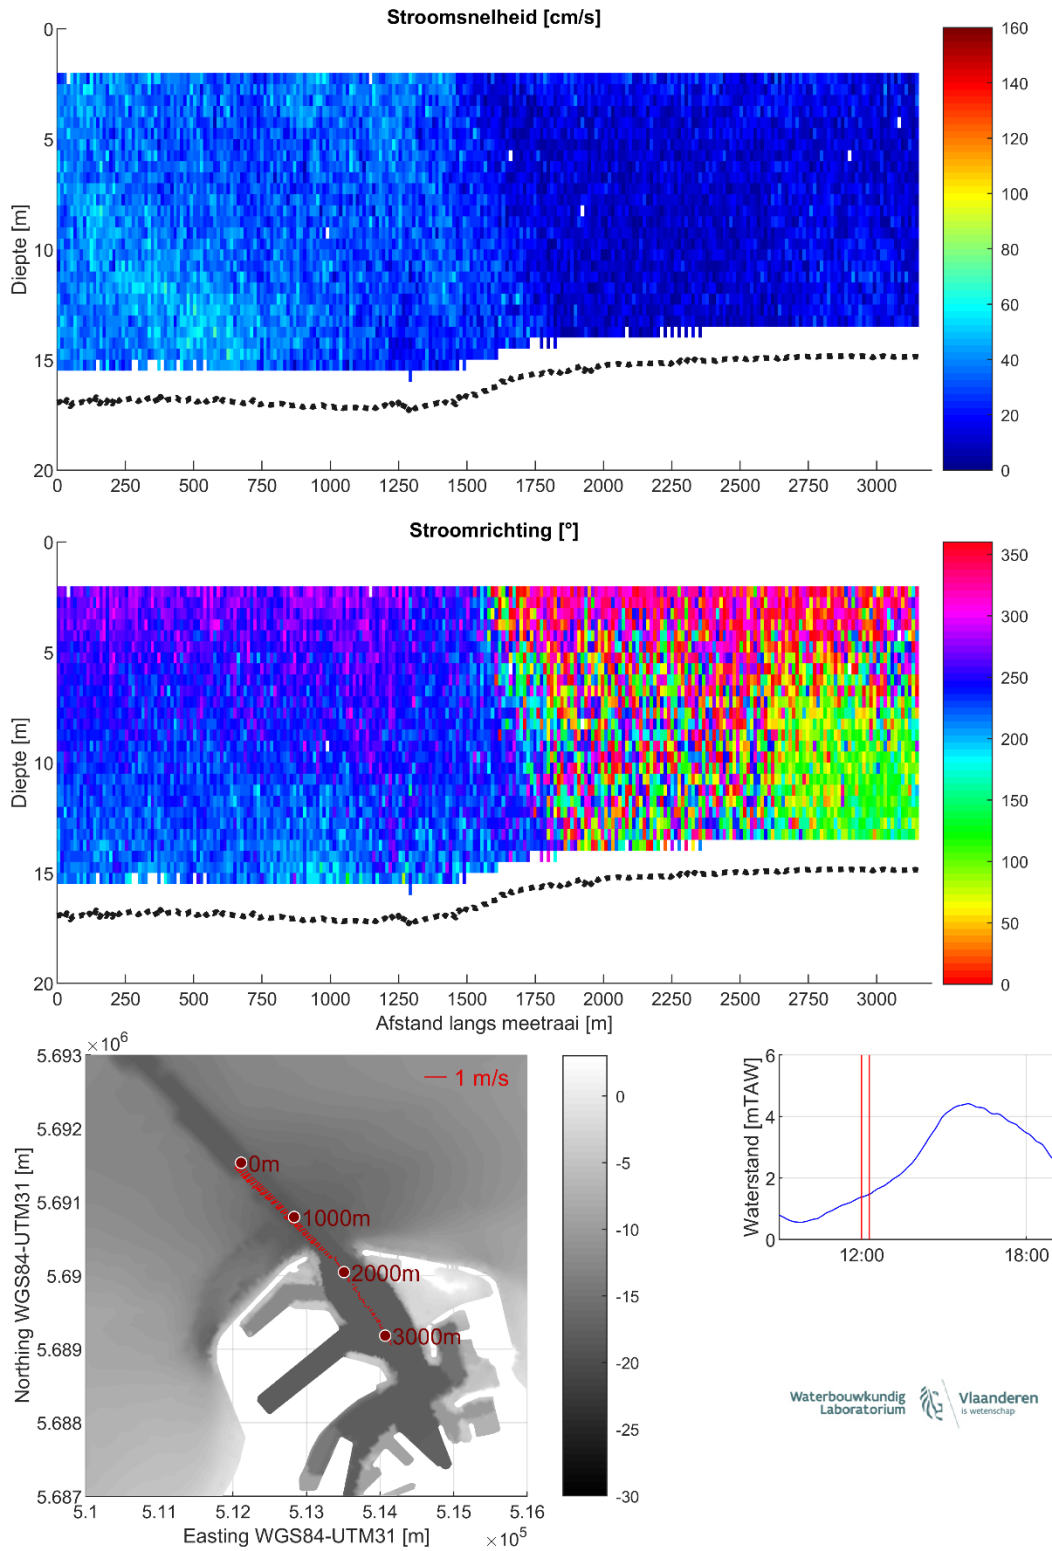 Stroomsnelheid [cm/s]
0
5
10
15
20
Diepte [m]
0 250 500 750 1000 1250 1500 1750 2000 2250 2500 2750 3000
160
140
120
100
80
60
40
20
0
Stroomrichting [°]
0
5
10
15
20
Diepte [m]
0 250 500 750 1000 1250 1500 1750 2000 2250 2500 2750 3000
Afstand langs meetraai [m]
350
300
250
200
150
100
50
0
×10⁶
5.693
5.692
5.691
5.69
5.689
5.688
5.687
Northing WGS84-UTM31 [m]
1 m/s
0m
1000m
2000m
3000m
5.1 5.12 5.13 5.14 5.15 5.16
Easting WGS84-UTM31 [m]
×10⁵
0
-5
-10
-15
-20
-25
-30
6
4
2
0
Waterstand [mTAW]
12:00 18:00
Waterbouwkundig
Laboratorium
Vlaanderen
is wetenschap